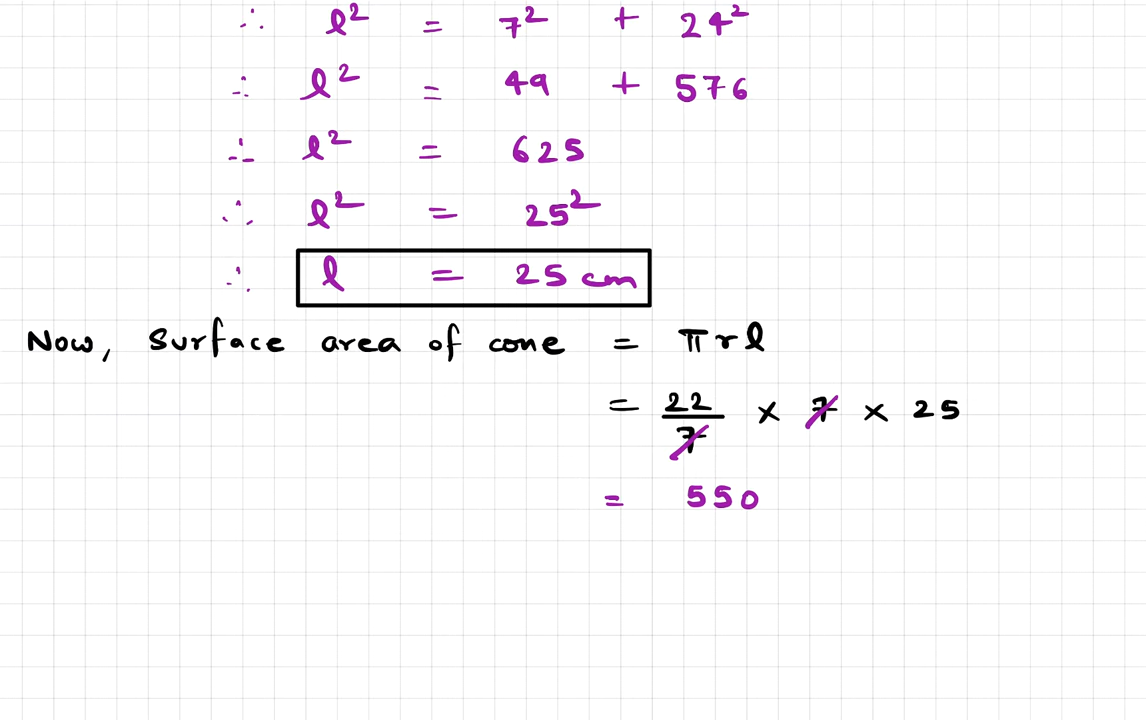 ∴ l² = 7² + 24²
∴ l² = 49 + 576
∴ l² = 625
∴ l² = 25²
∴ l = 25 cm
Now, Surface area of cone = πrl
= 22/7 × 7 × 25
= 550